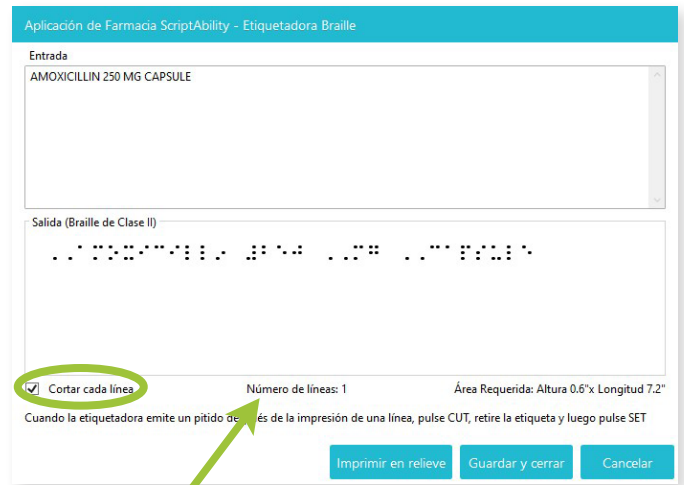 Aplicación de Farmacia ScriptAbility - Etiquetadora Braille
Entrada
AMOXICILLIN 250 MG CAPSULE
Salida (Braille de Clase II)
⠠⠠⠁⠍⠕⠭⠊⠉⠊⠇⠇⠔ ⠼⠃⠑⠚ ⠠⠠⠍⠛ ⠠⠠⠉⠁⠏⠎⠥⠇⠑
Cortar cada línea
Número de líneas: 1
Área Requerida: Altura 0.6"x Longitud 7.2"
Cuando la etiquetadora emite un pitido de la impresión de una línea, pulse CUT, retire la etiqueta y luego pulse SET
Imprimir en relieve
Guardar y cerrar
Cancelar